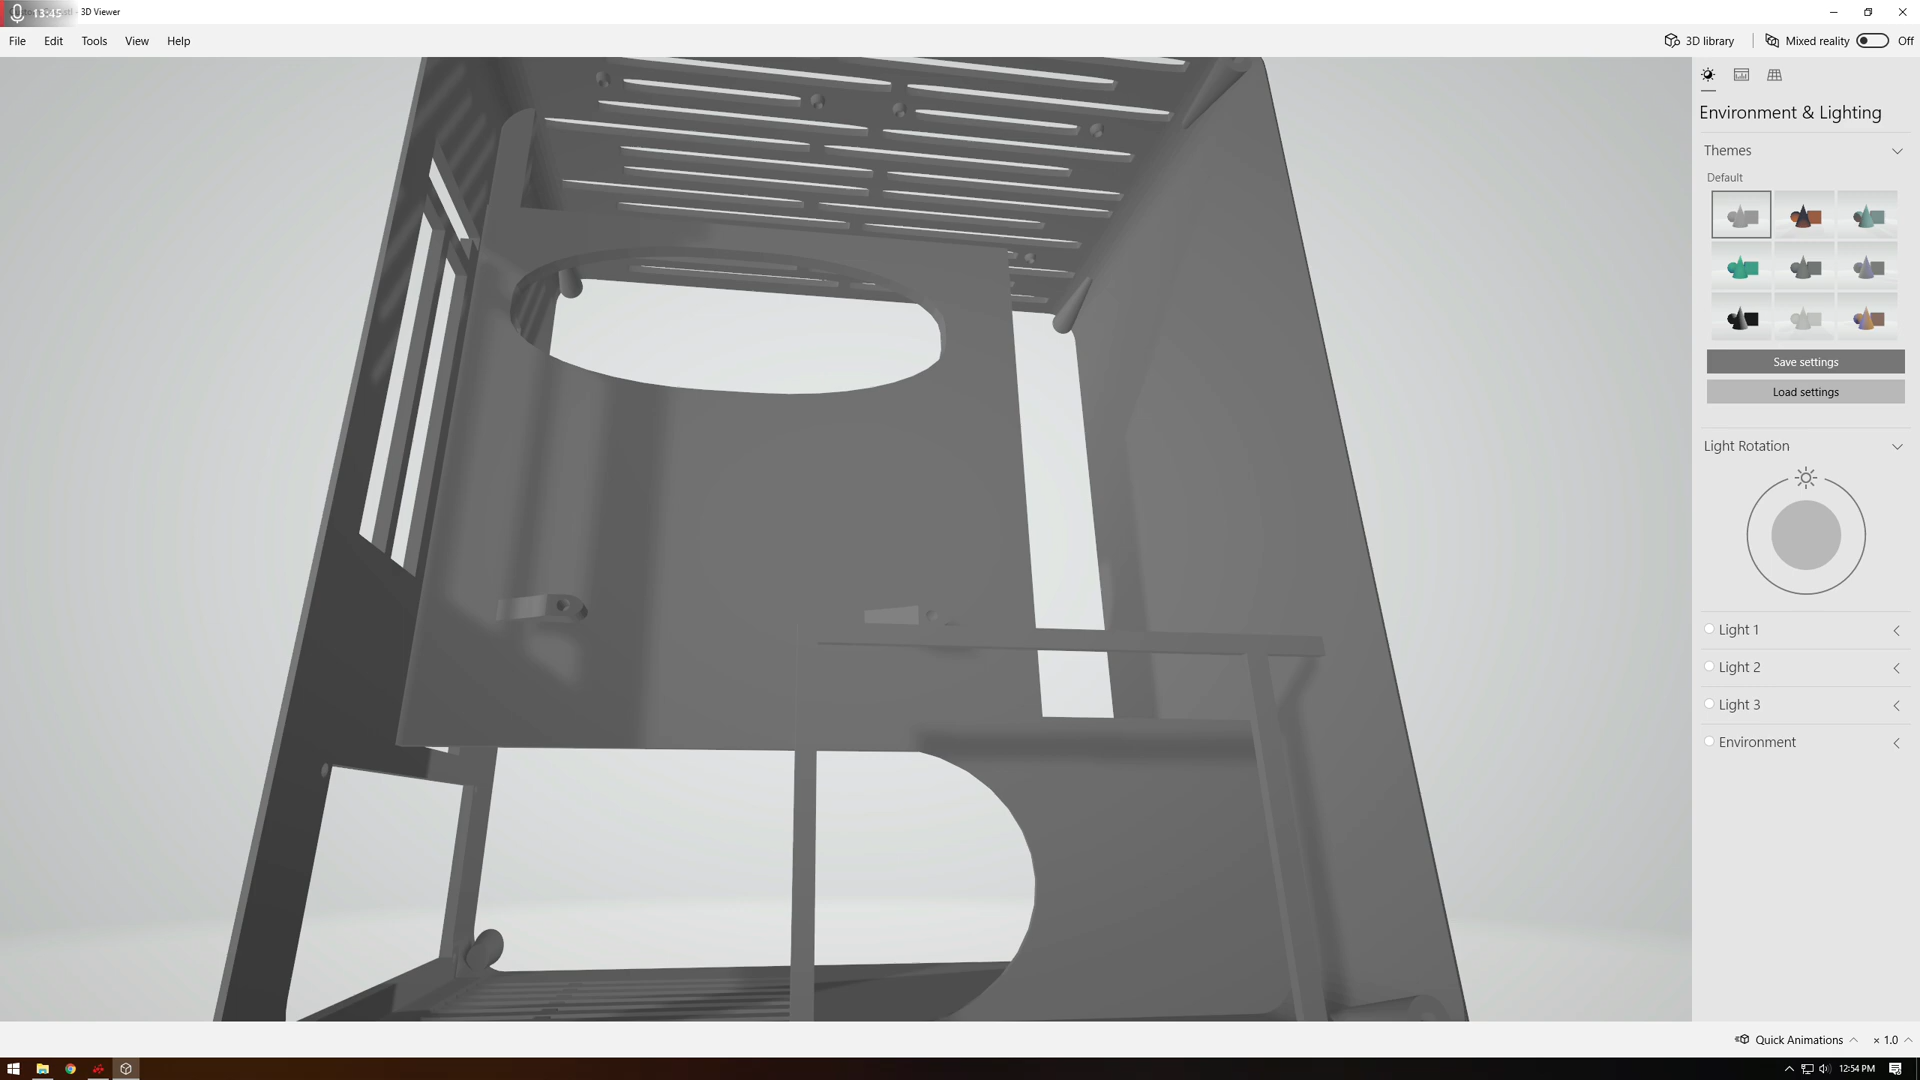 13:45
3D Viewer
File Edit Tools View Help
3D library
Mixed reality
Off
Environment & Lighting
Themes
Default
Save settings
Load settings
Light Rotation
Light 1
Light 2
Light 3
Environment
Quick Animations
× 1.0
12:54 PM